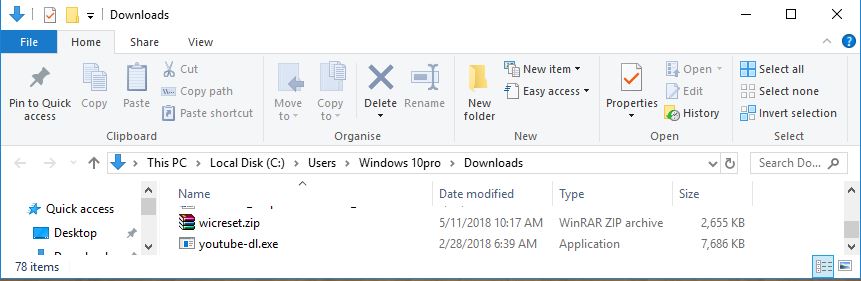 Downloads
File Home Share View
Pin to Quick access
Copy
Paste
Cut
Copy path
Paste shortcut
Move to
Copy to
Delete
Rename
New folder
New item
Easy access
Properties
Open
Edit
History
Select all
Select none
Invert selection
Clipboard Organise New Open Select
This PC Local Disk (C:) Users Windows 10pro Downloads Search Do...
Name Date modified Type Size
Quick access
Desktop
wicreset.zip 5/11/2018 10:17 AM WinRAR ZIP archive 2,655 KB
youtube-dl.exe 2/28/2018 6:39 AM Application 7,686 KB
78 items